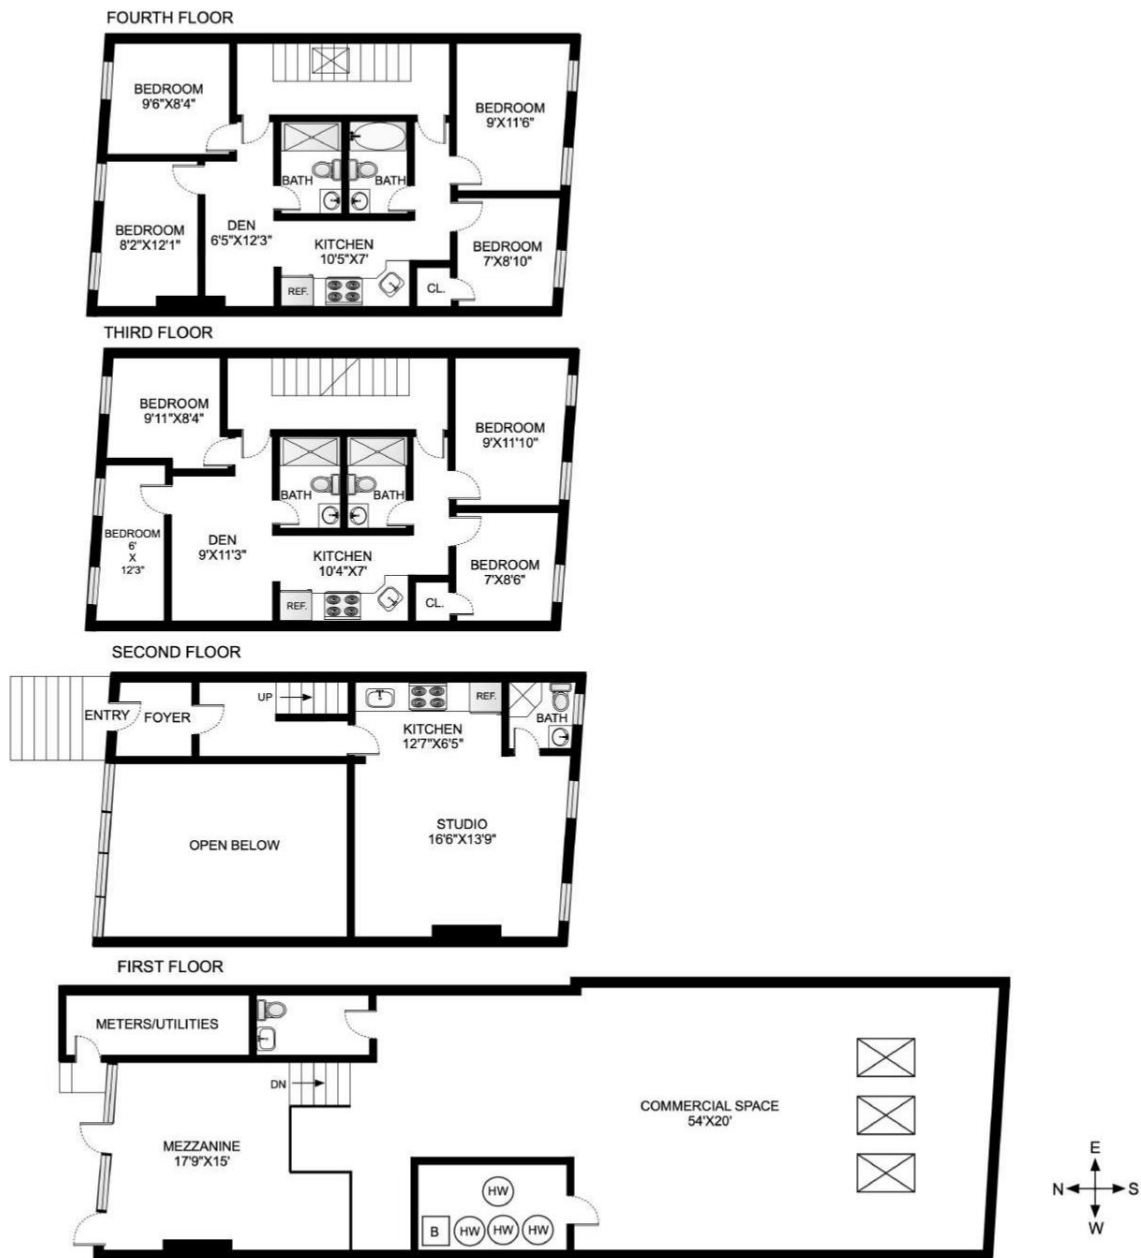 FOURTH FLOOR
BEDROOM
9'6"X8'4"
BEDROOM
9'X11'6"
BATH
BATH
BEDROOM
8'2"X12'1"
DEN
6'5"X12'3"
KITCHEN
10'5"X7'
BEDROOM
7'X8'10"
REF.
CL.
THIRD FLOOR
BEDROOM
9'11"X8'4"
BEDROOM
9'X11'10"
BATH
BATH
BEDROOM
6'
X
12'3"
DEN
9'X11'3"
KITCHEN
10'4"X7'
BEDROOM
7'X8'6"
REF.
CL.
SECOND FLOOR
ENTRY
FOYER
UP
REF.
KITCHEN
12'7"X6'5"
BATH
OPEN BELOW
STUDIO
16'6"X13'9"
FIRST FLOOR
METERS/UTILITIES
DN
MEZZANINE
17'9"X15'
COMMERCIAL SPACE
54'X20'
HW
B
HW
HW
HW
E
N
S
W